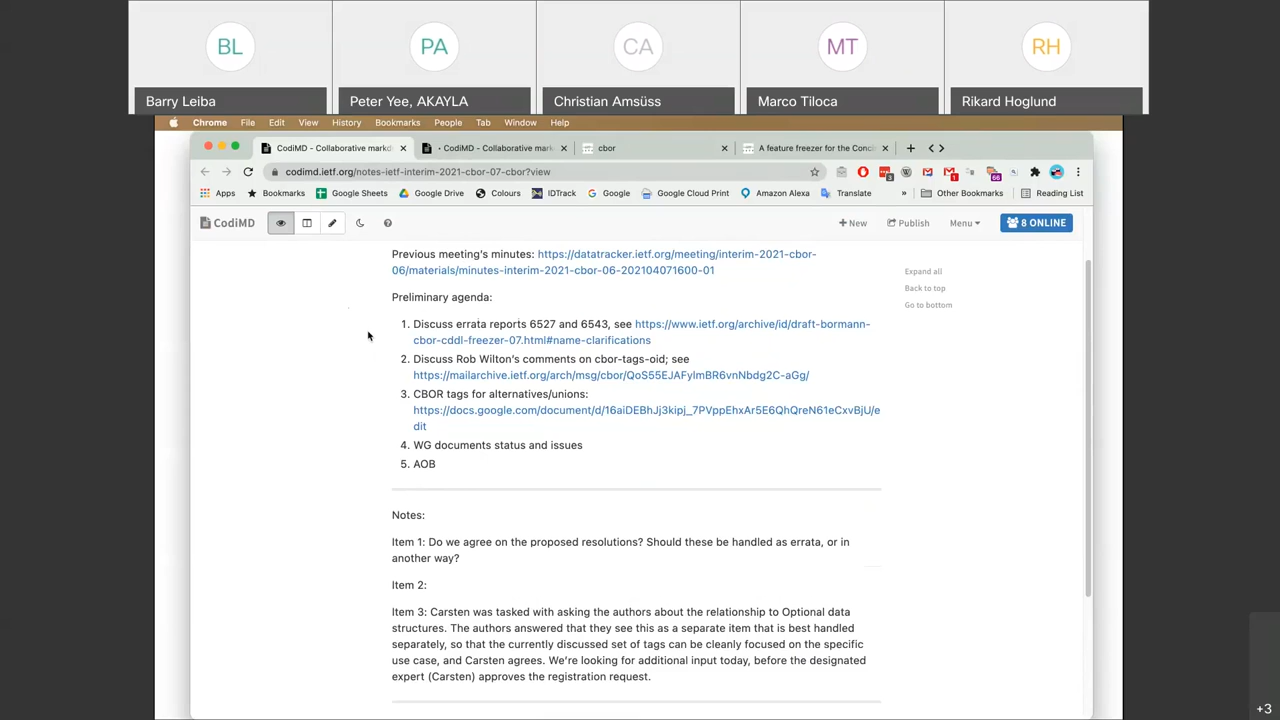 BL
PA
CA
MT
RH
Barry Leiba
Peter Yee, AKAYLA
Christian Amsüss
Marco Tiloca
Rikard Hoglund
Chrome File Edit View History Bookmarks People Tab Window Help
CodiMD - Collaborative markd
· CodiMD - Collaborative mark
cbor
A feature freezer for the Conci
codimd.ietf.org/notes-ietf-interim-2021-cbor-07-cbor?view
Apps Bookmarks Google Sheets Google Drive Colours IDTrack Google Google Cloud Print Amazon Alexa Translate » Other Bookmarks Reading List
CodiMD
+ New Publish Menu 8 ONLINE
Previous meeting's minutes: https://datatracker.ietf.org/meeting/interim-2021-cbor-
06/materials/minutes-interim-2021-cbor-06-202104071600-01
Expand all
Back to top
Go to bottom
Preliminary agenda:
1. Discuss errata reports 6527 and 6543, see https://www.ietf.org/archive/id/draft-bormann-
cbor-cddl-freezer-07.html#name-clarifications
2. Discuss Rob Wilton's comments on cbor-tags-oid; see
https://mailarchive.ietf.org/arch/msg/cbor/QoS55EJAFylmBR6vnNbdg2C-aGg/
3. CBOR tags for alternatives/unions:
https://docs.google.com/document/d/16aiDEBhJj3kipj_7PVppEhxAr5E6QhQreN61eCxvBjU/e
dit
4. WG documents status and issues
5. AOB
Notes:
Item 1: Do we agree on the proposed resolutions? Should these be handled as errata, or in
another way?
Item 2:
Item 3: Carsten was tasked with asking the authors about the relationship to Optional data
structures. The authors answered that they see this as a separate item that is best handled
separately, so that the currently discussed set of tags can be cleanly focused on the specific
use case, and Carsten agrees. We're looking for additional input today, before the designated
expert (Carsten) approves the registration request.
+3